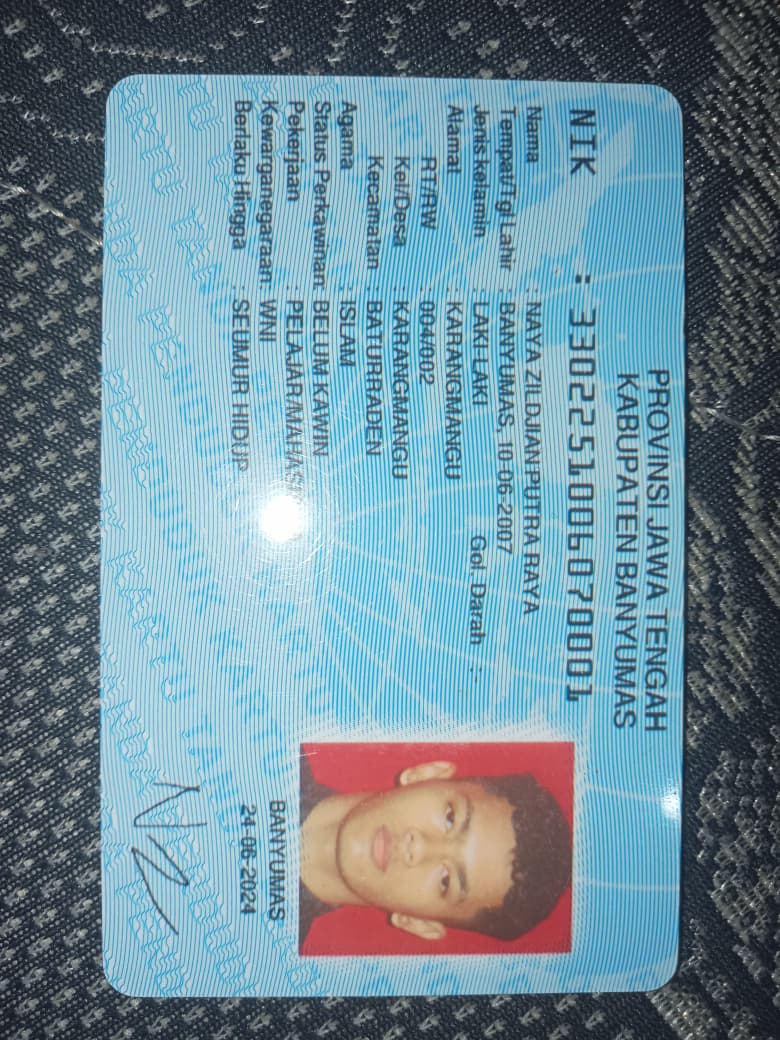 PROVINSI JAWA TENGAH
KABUPATEN BANYUMAS
NIK : 3302251006070001
Nama : NAYA ZILDJIAN PUTRA RAYA
Tempat/Tgl Lahir : BANYUMAS, 10-06-2007
Jenis kelamin : LAKI LAKI Gol. Darah : -
Alamat : KARANGMANGU
RT/RW : 004/002
Kel/Desa : KARANGMANGU
Kecamatan : BATURRADEN
Agama : ISLAM
Status Perkawinan: BELUM KAWIN
Pekerjaan : PELAJAR/MAHAS
Kewarganegaraan: WNI
Berlaku Hingga : SEUMUR HIDUP
BANYUMAS
24-06-2024